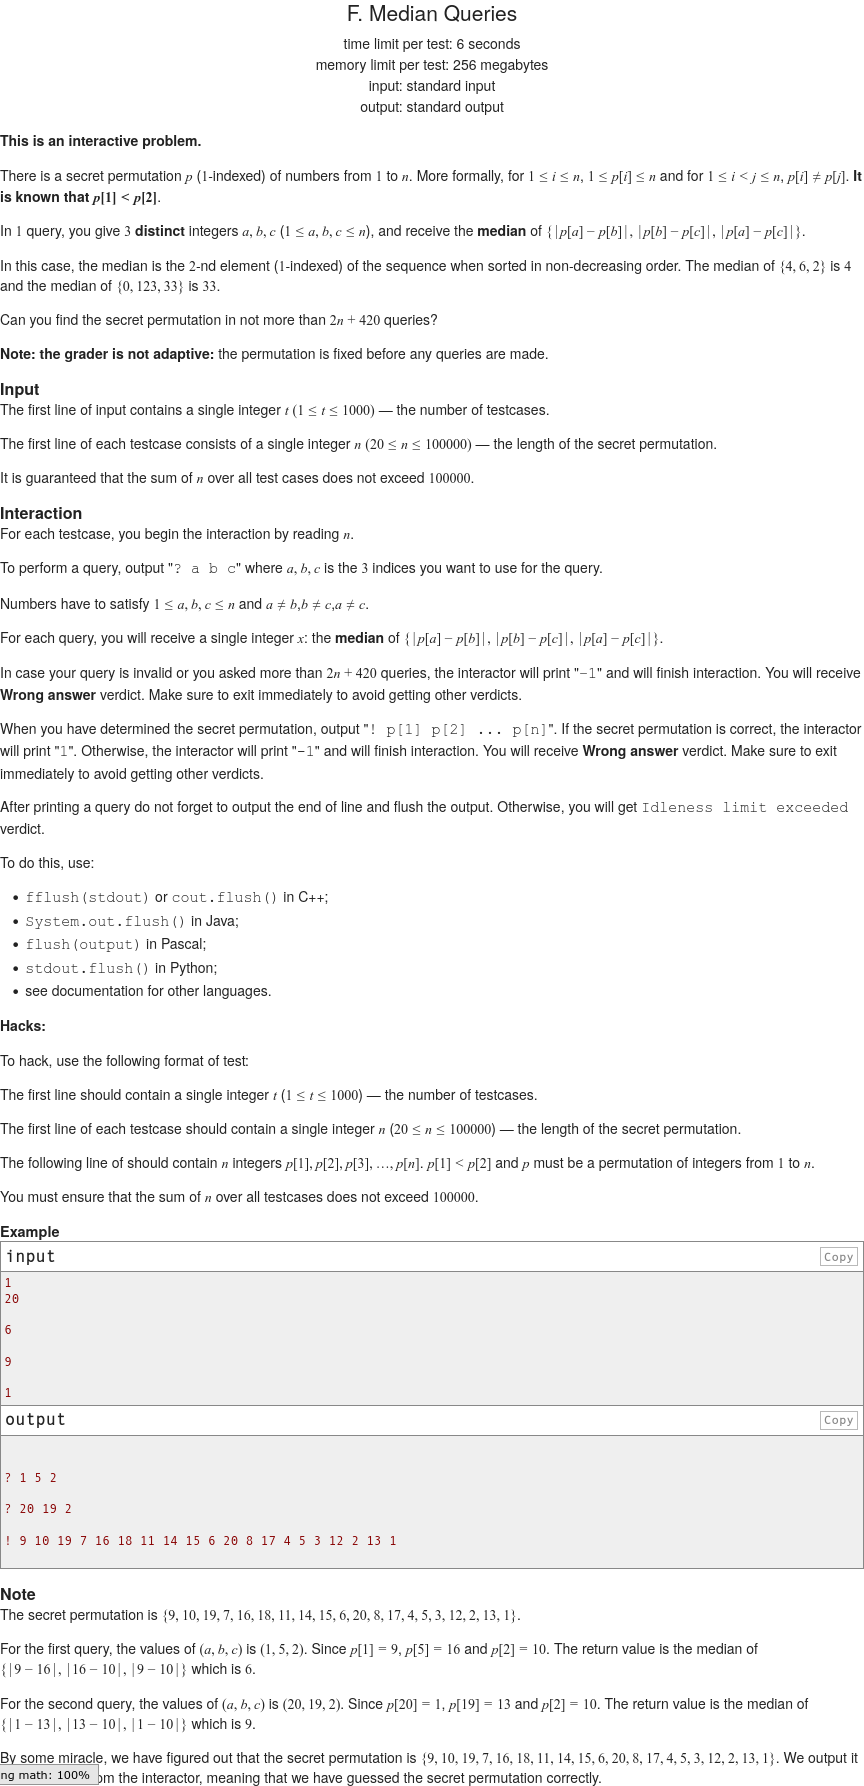 F. Median Queries
time limit per test: 6 seconds
memory limit per test: 256 megabytes
input: standard input
output: standard output
This is an interactive problem.
There is a secret permutation p (1-indexed) of numbers from 1 to n. More formally, for 1 ≤ i ≤ n, 1 ≤ p[i] ≤ n and for 1 ≤ i < j ≤ n, p[i] ≠ p[j]. It
is known that p[1] < p[2].
In 1 query, you give 3 distinct integers a, b, c (1 ≤ a, b, c ≤ n), and receive the median of {|p[a] − p[b]|, |p[b] − p[c]|, |p[a] − p[c]|}.
In this case, the median is the 2-nd element (1-indexed) of the sequence when sorted in non-decreasing order. The median of {4, 6, 2} is 4
and the median of {0, 123, 33} is 33.
Can you find the secret permutation in not more than 2n + 420 queries?
Note: the grader is not adaptive: the permutation is fixed before any queries are made.
Input
The first line of input contains a single integer t (1 ≤ t ≤ 1000) — the number of testcases.
The first line of each testcase consists of a single integer n (20 ≤ n ≤ 100000) — the length of the secret permutation.
It is guaranteed that the sum of n over all test cases does not exceed 100000.
Interaction
For each testcase, you begin the interaction by reading n.
To perform a query, output "? a b c" where a, b, c is the 3 indices you want to use for the query.
Numbers have to satisfy 1 ≤ a, b, c ≤ n and a ≠ b,b ≠ c,a ≠ c.
For each query, you will receive a single integer x: the median of {|p[a] − p[b]|, |p[b] − p[c]|, |p[a] − p[c]|}.
In case your query is invalid or you asked more than 2n + 420 queries, the interactor will print "−1" and will finish interaction. You will receive
Wrong answer verdict. Make sure to exit immediately to avoid getting other verdicts.
When you have determined the secret permutation, output "! p[1] p[2] ... p[n]". If the secret permutation is correct, the interactor
will print "1". Otherwise, the interactor will print "-1" and will finish interaction. You will receive Wrong answer verdict. Make sure to exit
immediately to avoid getting other verdicts.
After printing a query do not forget to output the end of line and flush the output. Otherwise, you will get Idleness limit exceeded
verdict.
To do this, use:
• fflush(stdout) or cout.flush() in C++;
• System.out.flush() in Java;
• flush(output) in Pascal;
• stdout.flush() in Python;
• see documentation for other languages.
Hacks:
To hack, use the following format of test:
The first line should contain a single integer t (1 ≤ t ≤ 1000) — the number of testcases.
The first line of each testcase should contain a single integer n (20 ≤ n ≤ 100000) — the length of the secret permutation.
The following line of should contain n integers p[1], p[2], p[3], …, p[n]. p[1] < p[2] and p must be a permutation of integers from 1 to n.
You must ensure that the sum of n over all testcases does not exceed 100000.
Example
input
Copy
1
20
6
9
1
output
Copy
? 1 5 2
? 20 19 2
! 9 10 19 7 16 18 11 14 15 6 20 8 17 4 5 3 12 2 13 1
Note
The secret permutation is {9, 10, 19, 7, 16, 18, 11, 14, 15, 6, 20, 8, 17, 4, 5, 3, 12, 2, 13, 1}.
For the first query, the values of (a, b, c) is (1, 5, 2). Since p[1] = 9, p[5] = 16 and p[2] = 10. The return value is the median of
{|9 − 16|, |16 − 10|, |9 − 10|} which is 6.
For the second query, the values of (a, b, c) is (20, 19, 2). Since p[20] = 1, p[19] = 13 and p[2] = 10. The return value is the median of
{|1 − 13|, |13 − 10|, |1 − 10|} which is 9.
By some miracle, we have figured out that the secret permutation is {9, 10, 19, 7, 16, 18, 11, 14, 15, 6, 20, 8, 17, 4, 5, 3, 12, 2, 13, 1}. We output it
ng math: 100% om the interactor, meaning that we have guessed the secret permutation correctly.